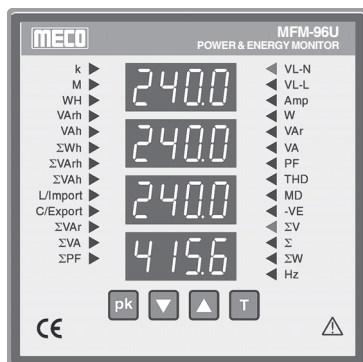 MECO
MFM-96U
POWER & ENERGY MONITOR
k
M
WH
VArh
VAh
ΣWh
ΣVArh
ΣVAh
L/Import
C/Export
ΣVAr
ΣVA
ΣPF
240.0
240.0
240.0
415.6
VL-N
VL-L
Amp
W
VAr
VA
PF
THD
MD
-VE
ΣV
Σ
ΣW
Hz
pk
T
CE